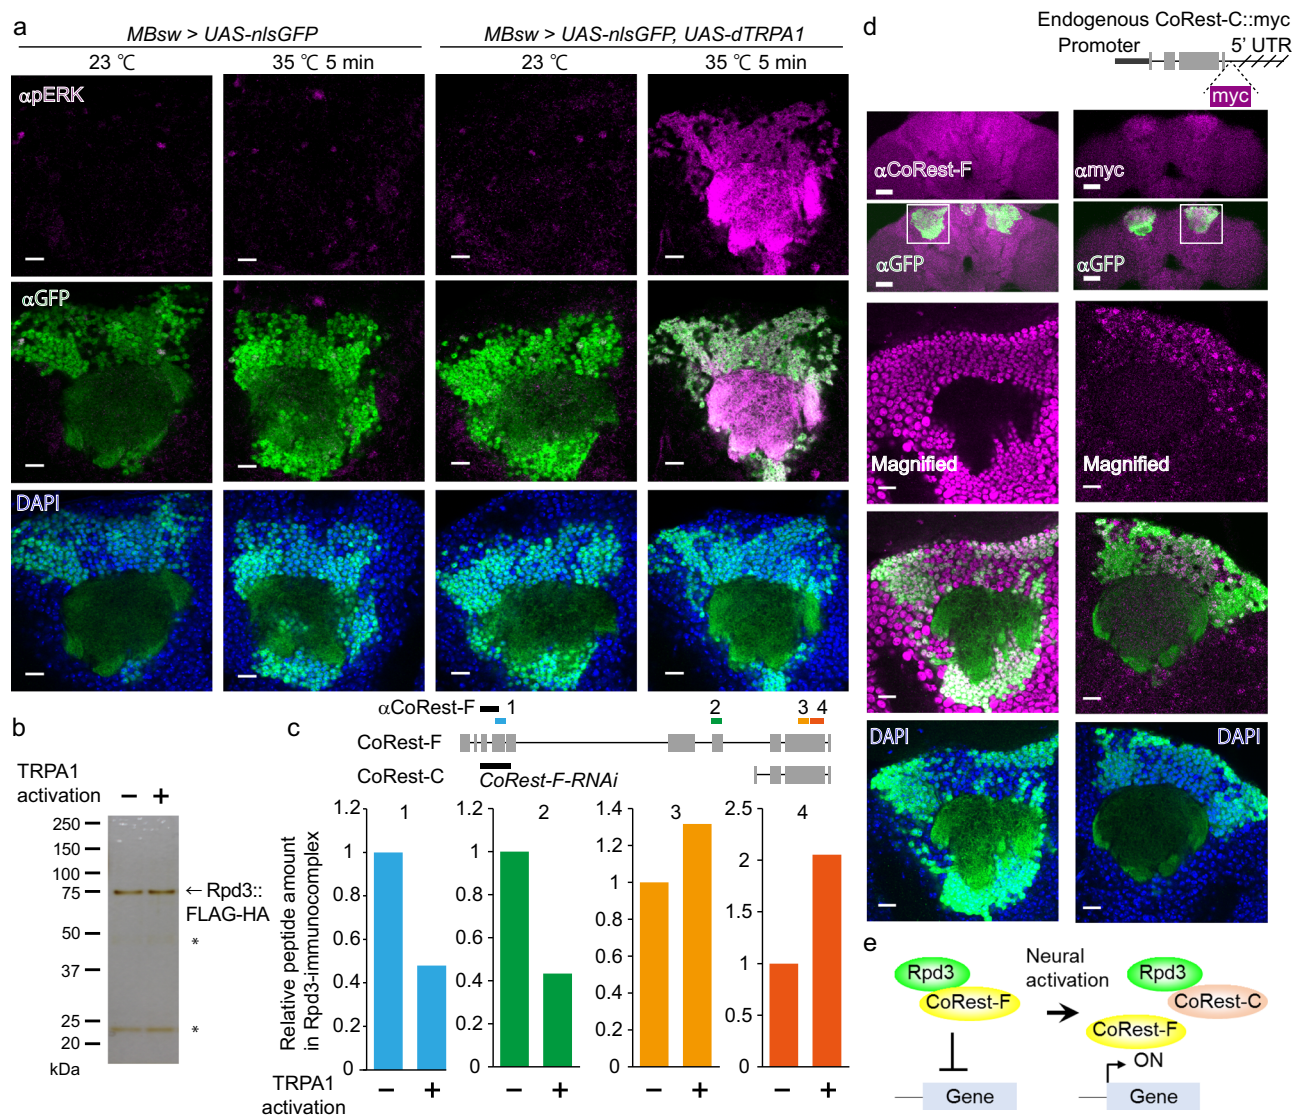 a
MBsw > UAS-nlsGFP
MBsw > UAS-nlsGFP, UAS-dTRPA1
23 ℃
35 ℃ 5 min
23 ℃
35 ℃ 5 min
αpERK
αGFP
DAPI
b
TRPA1
activation
− +
250
150
100
75
50
37
25
20
kDa
← Rpd3::
FLAG-HA
*
*
c
αCoRest-F
1
2
3
4
CoRest-F
CoRest-C
CoRest-F-RNAi
Relative peptide amount
in Rpd3-immunocomplex
1.2
1
0.8
0.6
0.4
0.2
0
1
1.2
1
0.8
0.6
0.4
0.2
0
2
1.4
1.2
1
0.8
0.6
0.4
0.2
0
3
2.5
2
1.5
1
0.5
0
4
TRPA1
activation
− +
− +
− +
− +
d
Endogenous CoRest-C::myc
Promoter
5' UTR
myc
αCoRest-F
αmyc
αGFP
αGFP
Magnified
Magnified
DAPI
DAPI
e
Rpd3
CoRest-F
Gene
Neural
activation
Rpd3
CoRest-C
CoRest-F
ON
Gene